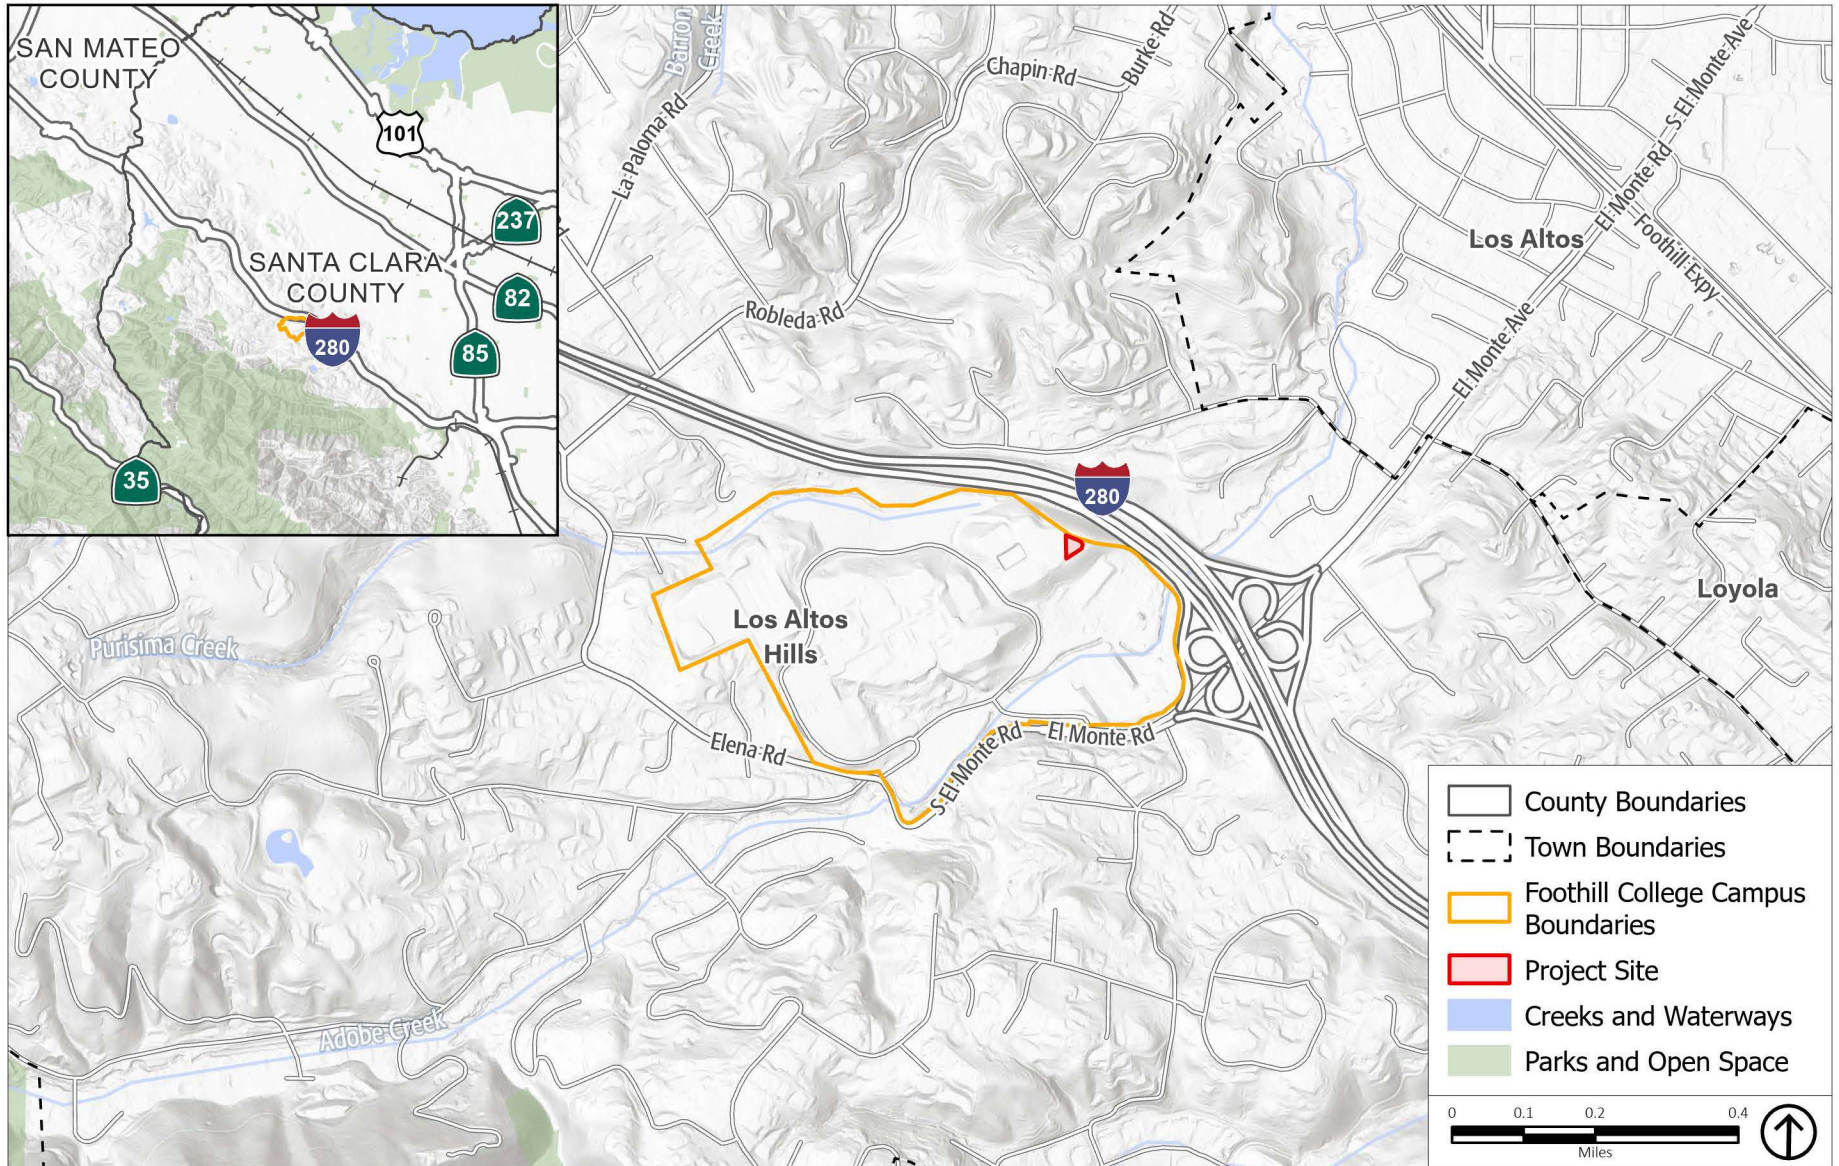 SAN MATEO
COUNTY
101
237
SANTA CLARA
COUNTY
82
280
85
35
Barron
Creek
Chapin Rd
Burke Rd
S El Monte Ave
La Paloma Rd
El Monte Rd
Los Altos
Foothill Expy
Robleda Rd
El Monte Ave
280
Loyola
Los Altos
Hills
Purisima Creek
Elena Rd
S El Monte Rd
El Monte Rd
Adobe Creek
County Boundaries
Town Boundaries
Foothill College Campus
Boundaries
Project Site
Creeks and Waterways
Parks and Open Space
0 0.1 0.2 0.4
Miles